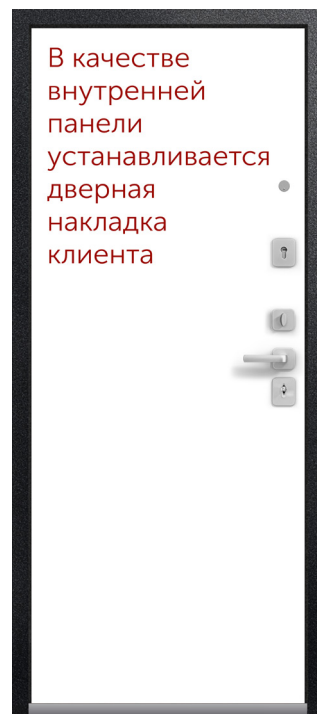 В качестве
внутренней
панели
устанавливается
дверная
накладка
клиента